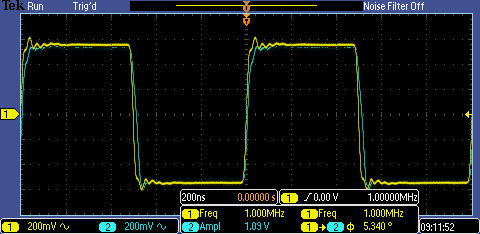 Tek Run Trig'd Noise Filter Off
T
1
200ns 0.00000 s 1 ƒ 0.00 V 1.00000MHz
1 Freq 1.000MHz 1 Freq 1.000MHz
2 Ampl 1.09 V 1→2 ϕ 5.340 °
1 200mV ∿ 2 200mV ∿ 09:11:52